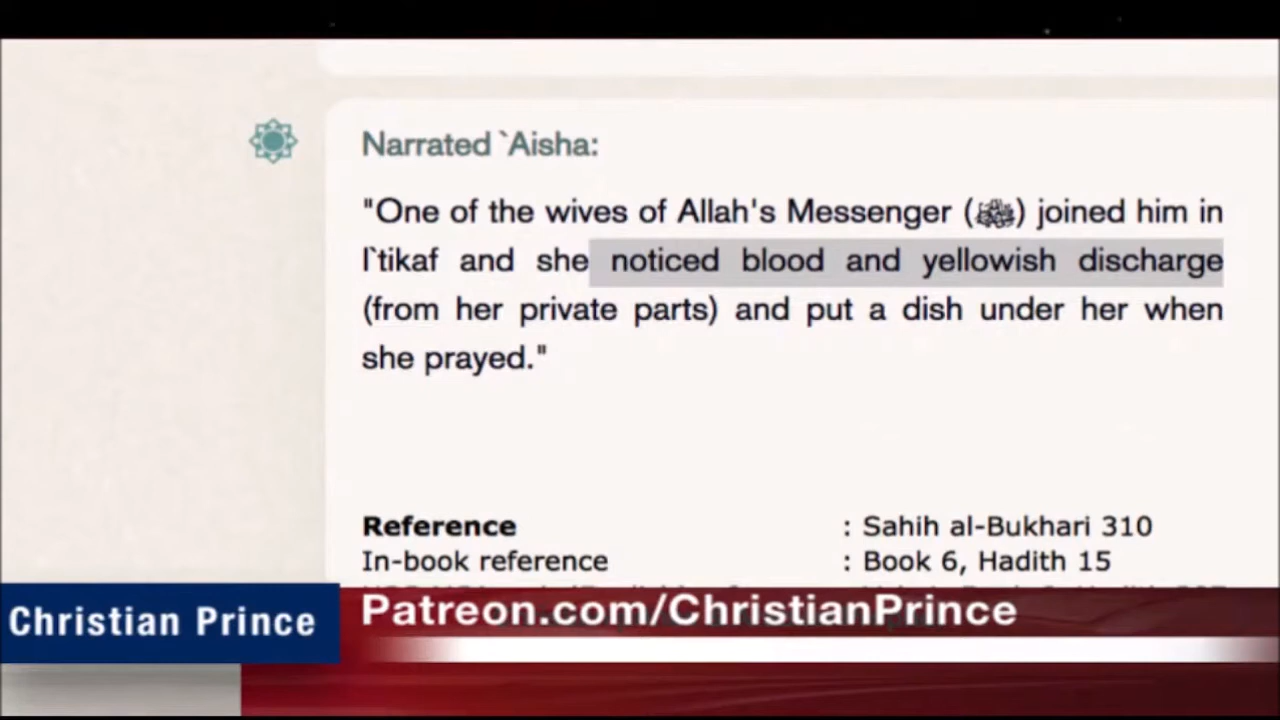 Narrated `Aisha:
"One of the wives of Allah's Messenger (ﷺ) joined him in
I`tikaf and she noticed blood and yellowish discharge
(from her private parts) and put a dish under her when
she prayed."
Reference : Sahih al-Bukhari 310
In-book reference : Book 6, Hadith 15
Christian Prince
Patreon.com/ChristianPrince